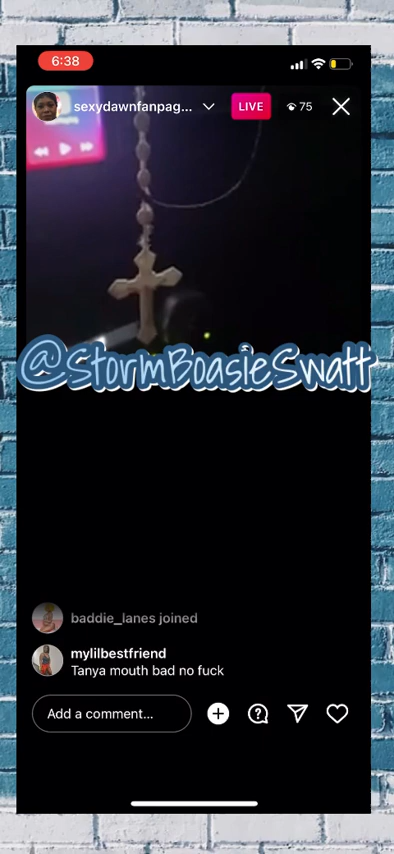 6:38
sexydawnfanpag...
LIVE
75
@StormBoasieSwatt
baddie_lanes joined
mylilbestfriend
Tanya mouth bad no fuck
Add a comment...